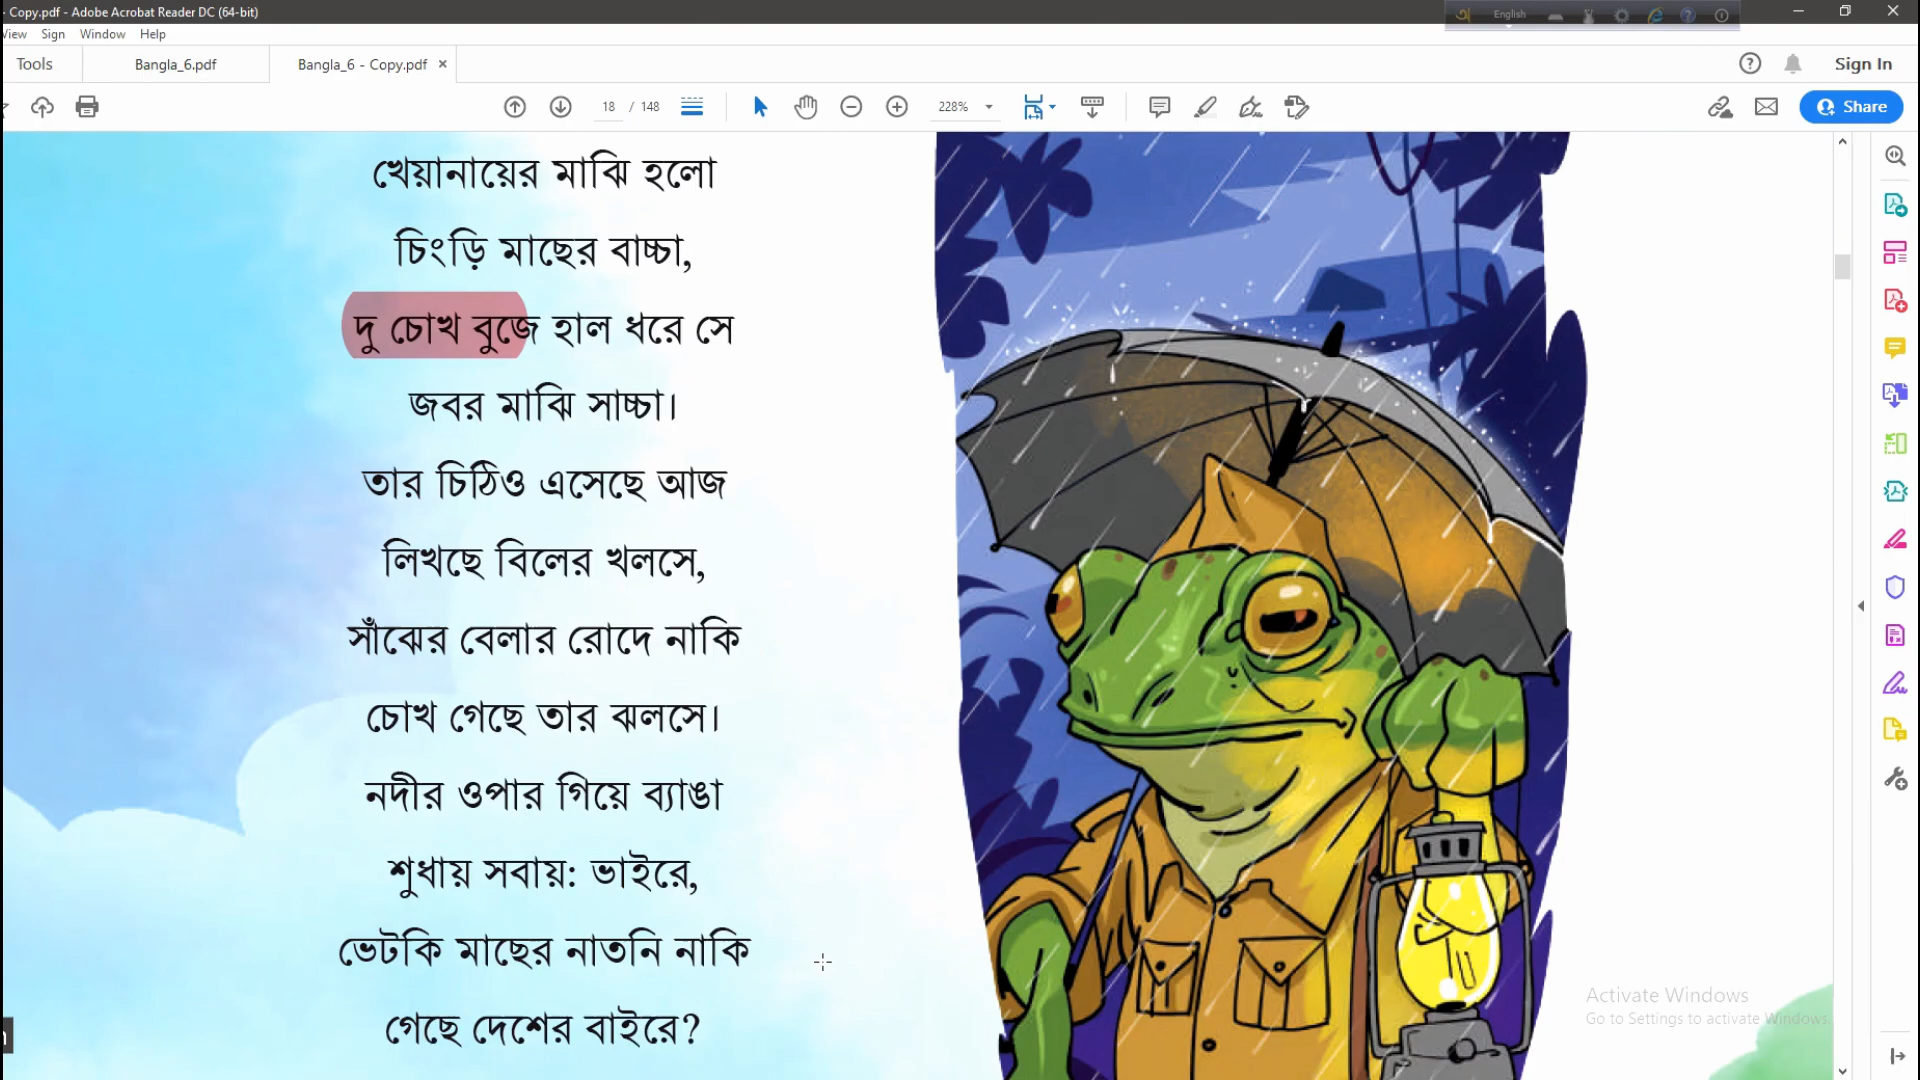 - Copy.pdf - Adobe Acrobat Reader DC (64-bit)
English
View Sign Window Help
Tools Bangla_6.pdf Bangla_6 - Copy.pdf × Sign In
18 / 148 228% Share
খেয়ানায়ের মাঝি হলো
চিংড়ি মাছের বাচ্চা,
দু চোখ বুজে হাল ধরে সে
জবর মাঝি সাচ্চা।
তার চিঠিও এসেছে আজ
লিখছে বিলের খলসে,
সাঁঝের বেলার রোদে নাকি
চোখ গেছে তার ঝলসে।
নদীর ওপার গিয়ে ব্যাঙা
শুধায় সবায়: ভাইরে,
ভেটকি মাছের নাতনি নাকি
গেছে দেশের বাইরে?
Activate Windows
Go to Settings to activate Windows.